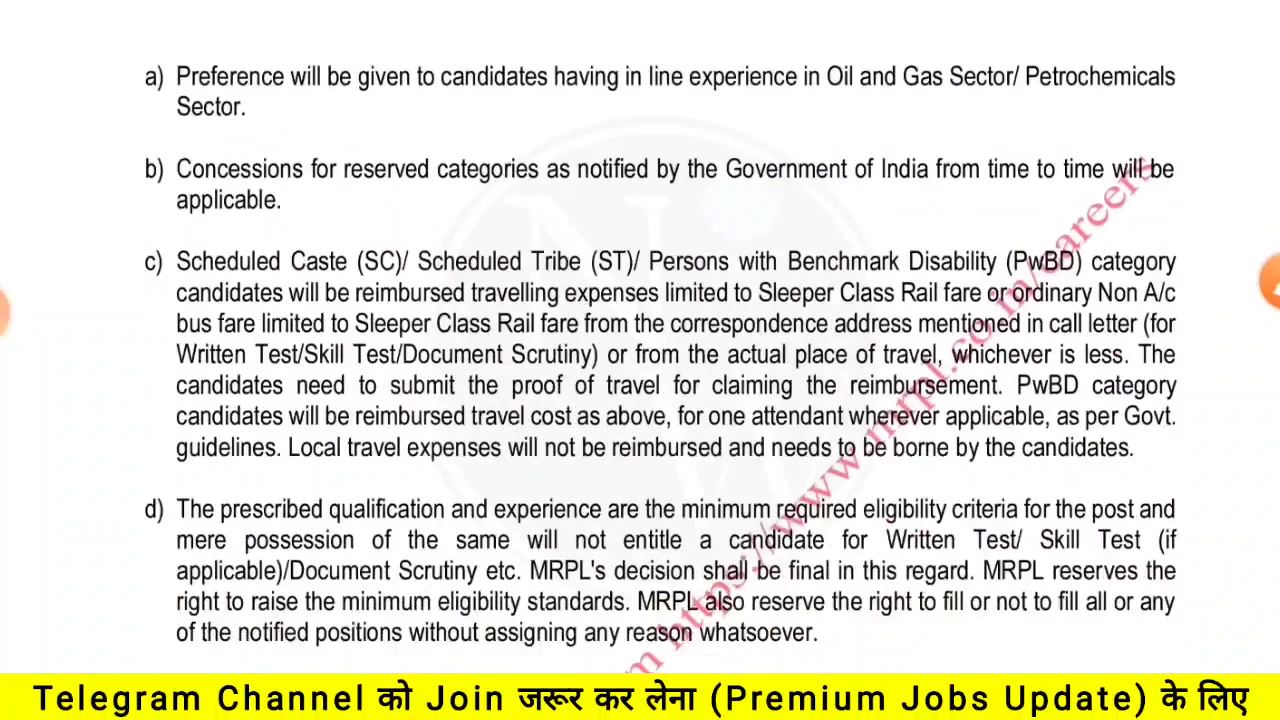 a) Preference will be given to candidates having in line experience in Oil and Gas Sector/ Petrochemicals
Sector.
b) Concessions for reserved categories as notified by the Government of India from time to time will be
applicable.
c) Scheduled Caste (SC)/ Scheduled Tribe (ST)/ Persons with Benchmark Disability (PwBD) category
candidates will be reimbursed travelling expenses limited to Sleeper Class Rail fare or ordinary Non A/c
bus fare limited to Sleeper Class Rail fare from the correspondence address mentioned in call letter (for
Written Test/Skill Test/Document Scrutiny) or from the actual place of travel, whichever is less. The
candidates need to submit the proof of travel for claiming the reimbursement. PwBD category
candidates will be reimbursed travel cost as above, for one attendant wherever applicable, as per Govt.
guidelines. Local travel expenses will not be reimbursed and needs to be borne by the candidates.
d) The prescribed qualification and experience are the minimum required eligibility criteria for the post and
mere possession of the same will not entitle a candidate for Written Test/ Skill Test (if
applicable)/Document Scrutiny etc. MRPL's decision shall be final in this regard. MRPL reserves the
right to raise the minimum eligibility standards. MRPL also reserve the right to fill or not to fill all or any
of the notified positions without assigning any reason whatsoever.
https://www.mrpl.co.in/careers
Telegram Channel को Join जरूर कर लेना (Premium Jobs Update) के लिए